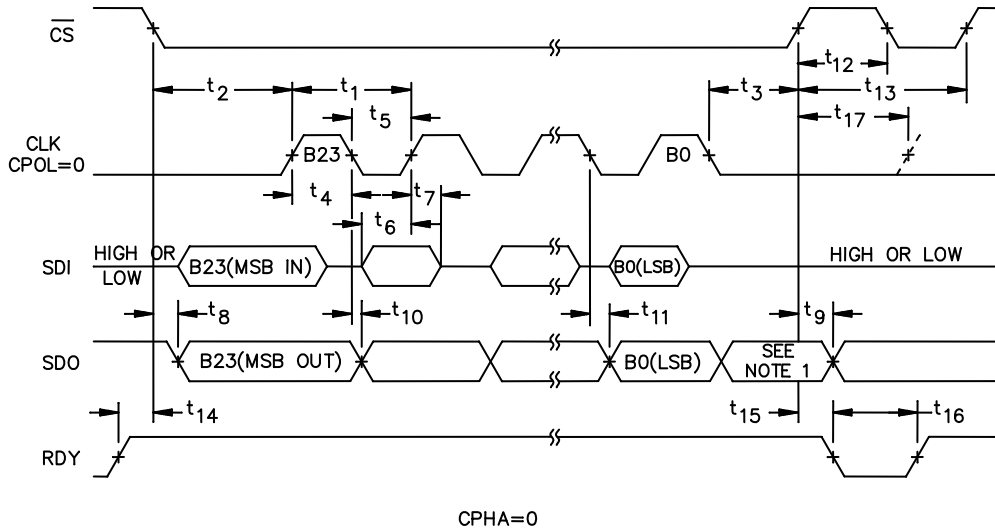 CS
t12
t2
t1
t3
t13
t5
t17
CLK
CPOL=0
B23
B0
t4
t7
t6
HIGH OR
LOW
SDI
B23(MSB IN)
B0(LSB)
HIGH OR LOW
t8
t10
t11
t9
SDO
B23(MSB OUT)
B0(LSB)
SEE
NOTE 1
t14
t15
t16
RDY
CPHA=0